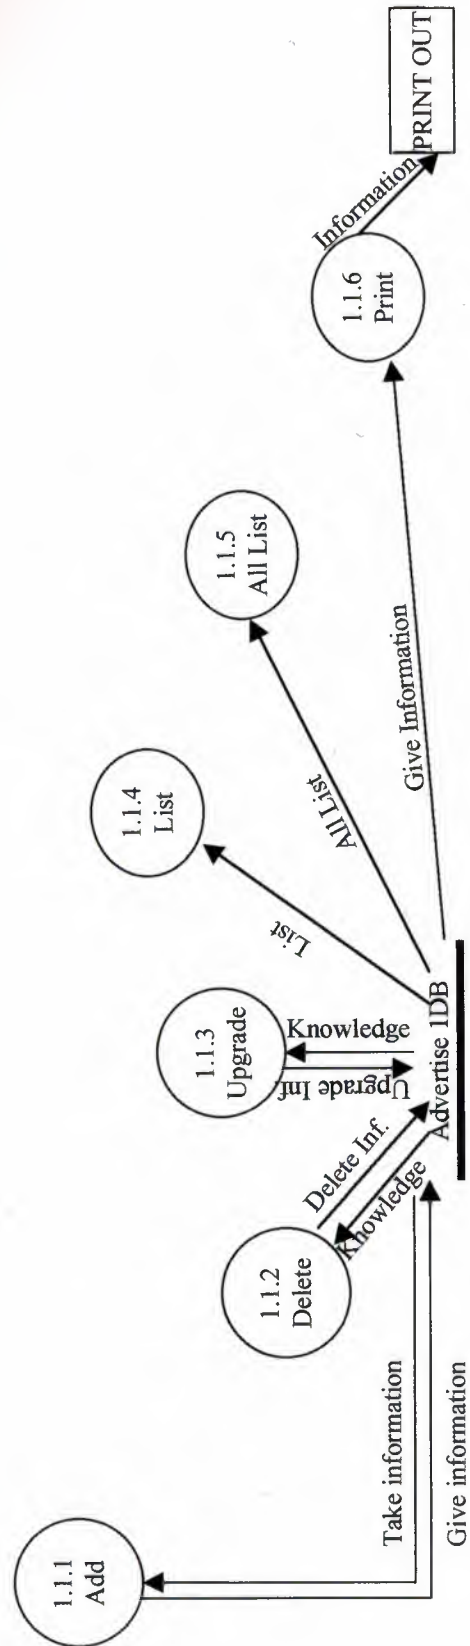 1.1.1
Add
Take information
Give information
1.1.2
Delete
Delete Inf.
Knowledge
1.1.3
Upgrade
Upgrade Inf.
Knowledge
Advertise 1DB
1.1.4
List
List
1.1.5
All List
All List
Give Information
1.1.6
Print
Information
PRINT OUT